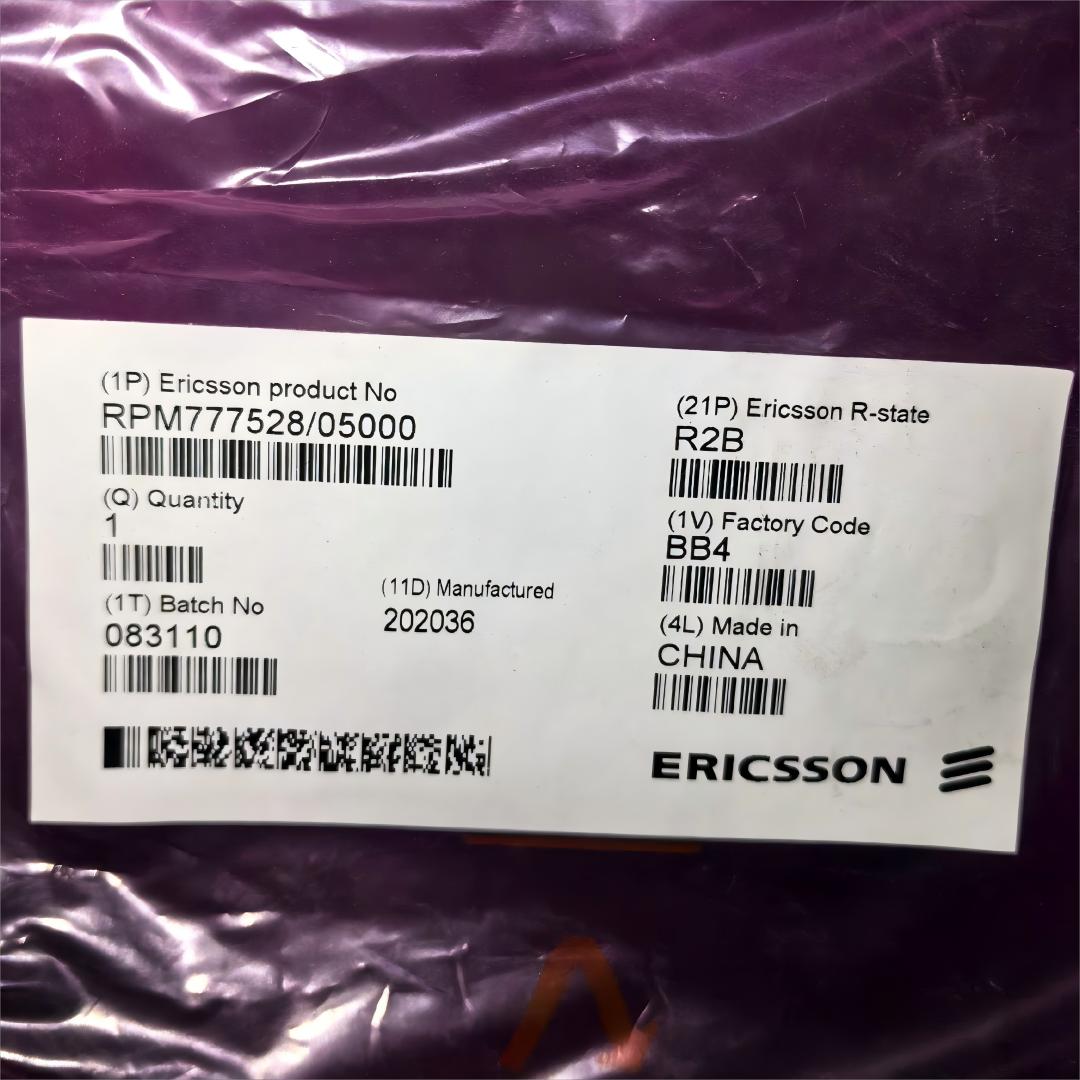 (1P) Ericsson product No
RPM777528/05000
(Q) Quantity
1
(1T) Batch No
083110
(11D) Manufactured
202036
(21P) Ericsson R-state
R2B
(1V) Factory Code
BB4
(4L) Made in
CHINA
ERICSSON